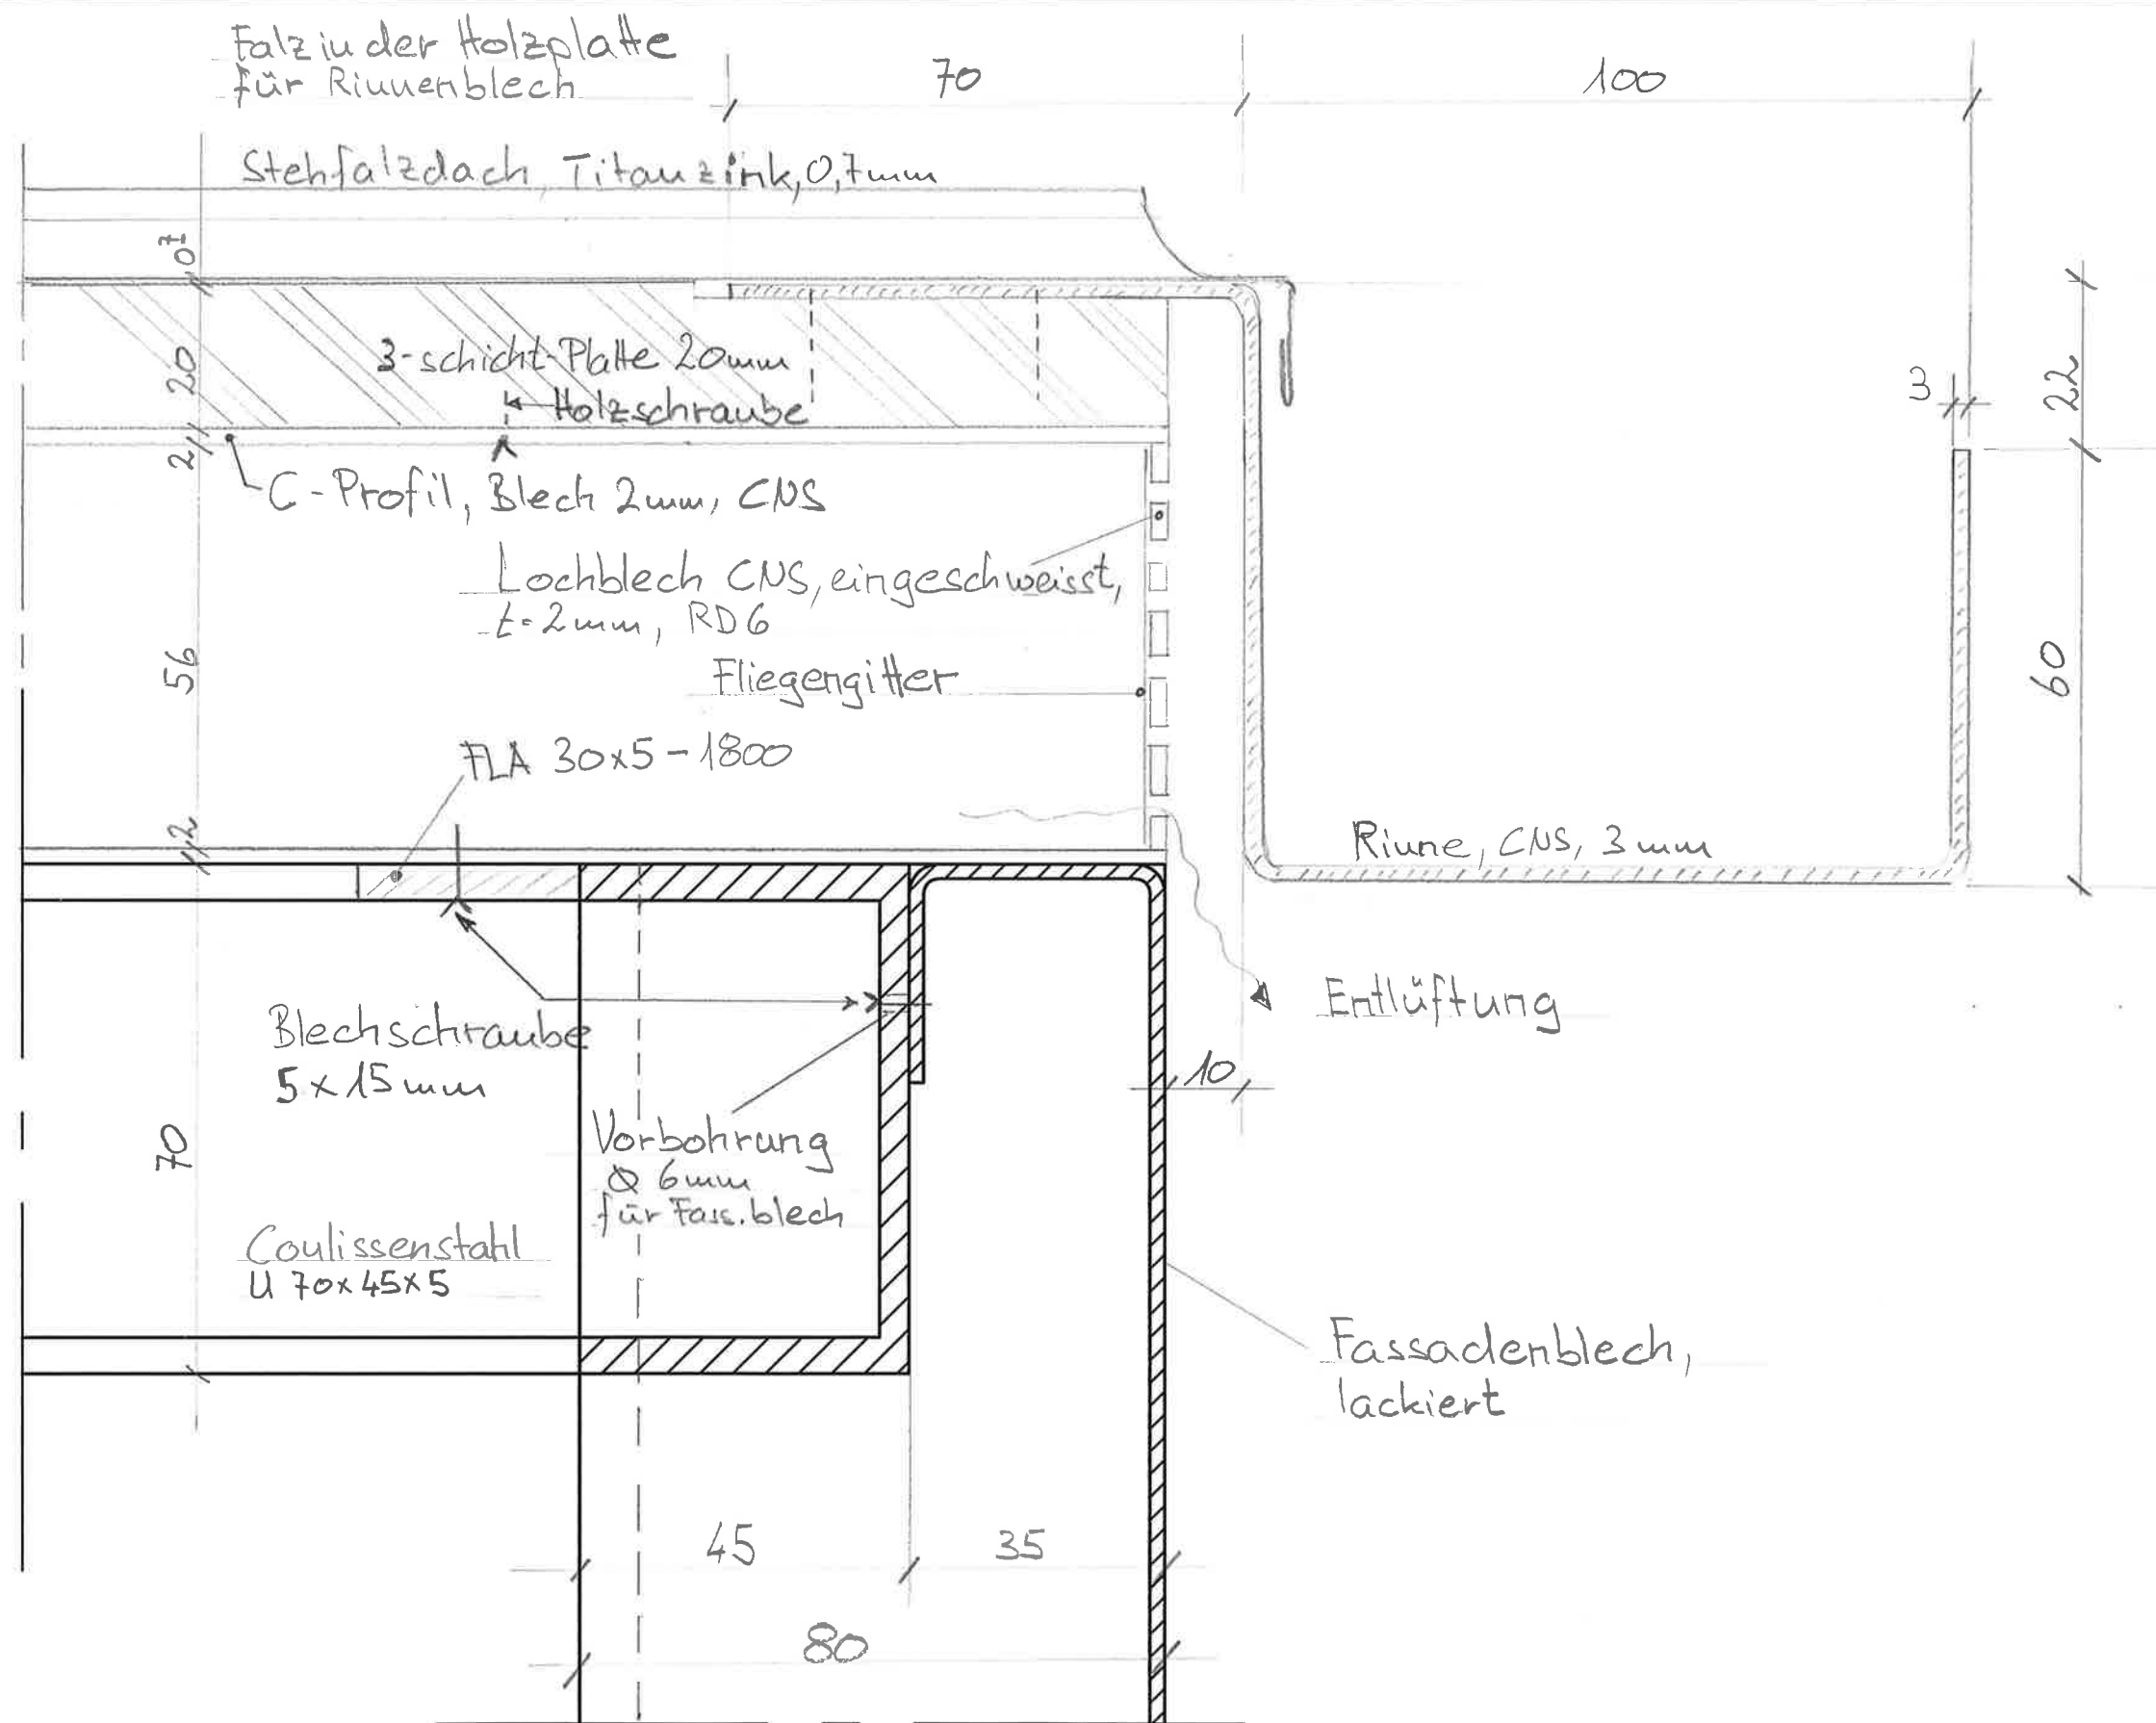 Falz in der Holzplatte
für Rinnenblech
70
100
Stehfalzdach, Titanzink, 0,7mm
0⁷
20
2
56
2
70
3-schicht-Platte 20mm
Holzschraube
C-Profil, Blech 2mm, CNS
Lochblech CNS, eingeschweisst,
t=2mm, RD6
Fliegengitter
FLA 30x5-1800
3
22
60
Rinne, CNS, 3mm
Entlüftung
10
Blechschraube
5x15mm
Vorbohrung
Ø 6mm
für Fass.blech
Coulissenstahl
U 70x45x5
Fassadenblech,
lackiert
45
35
80